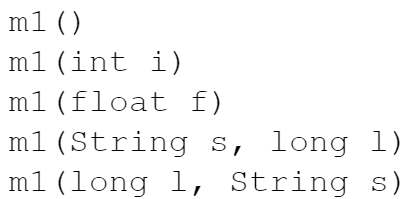 m1()
m1(int i)
m1(float f)
m1(String s, long l)
m1(long l, String s)